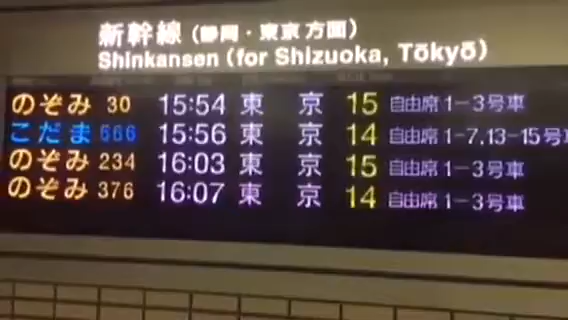 新幹線 (静岡・東京 方面)
Shinkansen (for Shizuoka, Tōkyō)
のぞみ 30 15:54 東 京 15 自由席 1-3号車
こだま 666 15:56 東 京 14 自由席 1-7,13-15号車
のぞみ 234 16:03 東 京 15 自由席 1-3号車
のぞみ 376 16:07 東 京 14 自由席 1-3号車